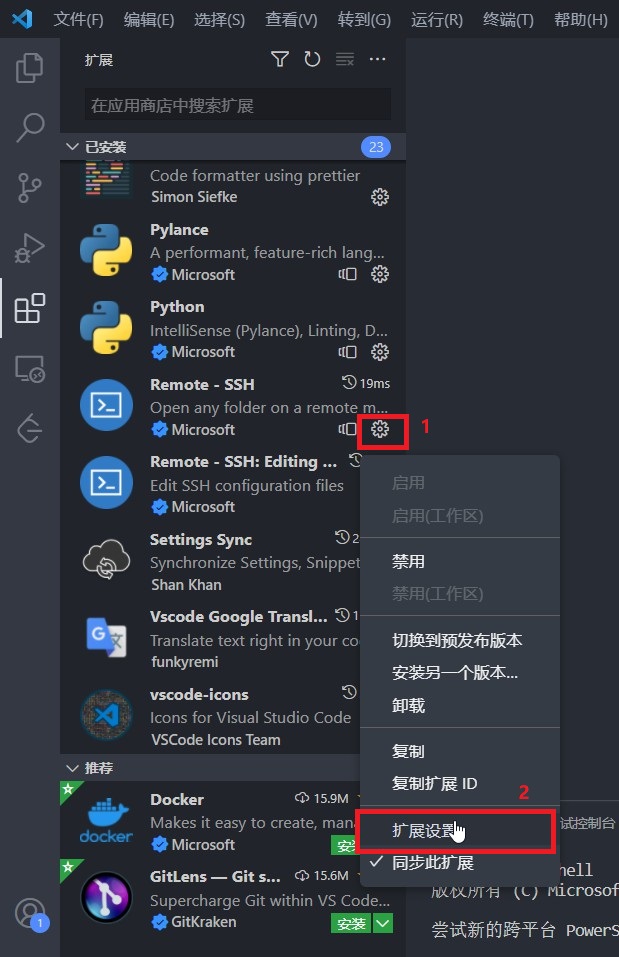 文件(F) 编辑(E) 选择(S) 查看(V) 转到(G) 运行(R) 终端(T) 帮助(H)
扩展
在应用商店中搜索扩展
已安装 23
Code formatter using prettier
Simon Siefke
Pylance
A performant, feature-rich lang...
Microsoft
Python
IntelliSense (Pylance), Linting, D...
Microsoft
Remote - SSH 19ms
Open any folder on a remote m...
Microsoft
1
Remote - SSH: Editing ...
Edit SSH configuration files
Microsoft
Settings Sync 2
Synchronize Settings, Snippet
Shan Khan
Vscode Google Transl... 1
Translate text right in your co
funkyremi
vscode-icons
Icons for Visual Studio Code
VSCode Icons Team
推荐
Docker 15.9M
Makes it easy to create, man
Microsoft
docker
GitLens — Git s... 15.6M
Supercharge Git within VS Code...
GitKraken 安装
1
启用
启用(工作区)
禁用
禁用(工作区)
切换到预发布版本
安装另一个版本...
卸载
复制
复制扩展 ID
2
扩展设置
同步此扩展
试控制台
hell
版权所有 (C) Microsof
尝试新的跨平台 PowerS